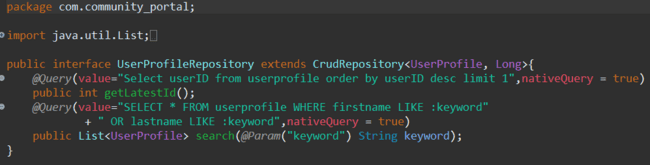 package com.community_portal;
import java.util.List;
public interface UserProfileRepository extends CrudRepository<UserProfile, Long>{
@Query(value="Select userID from userprofile order by userID desc limit 1",nativeQuery = true)
public int getLatestId();
@Query(value="SELECT * FROM userprofile WHERE firstname LIKE :keyword"
+ " OR lastname LIKE :keyword",nativeQuery = true)
public List<UserProfile> search(@Param("keyword") String keyword);
}